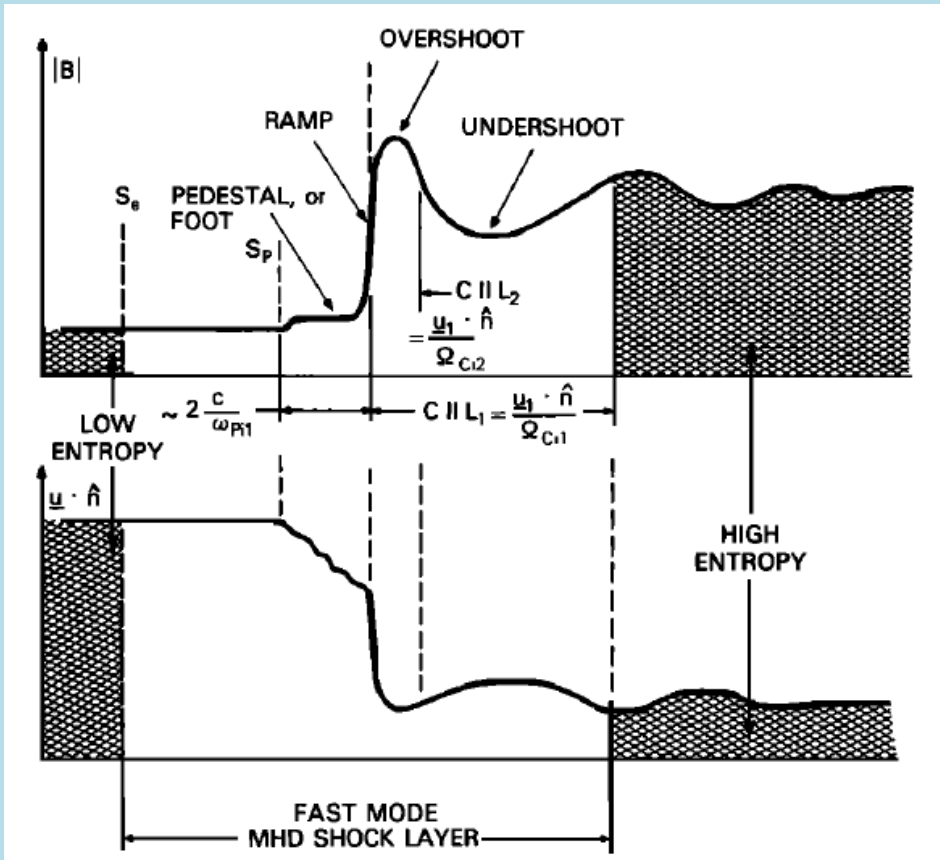 OVERSHOOT
|B|
RAMP
UNDERSHOOT
Se
PEDESTAL, or
FOOT
SP
C II L2
= u1 · n̂
ΩCi2
LOW
ENTROPY
~ 2 c
ωPi1
C II L1 = u1 · n̂
ΩCi1
u · n̂
HIGH
ENTROPY
FAST MODE
MHD SHOCK LAYER